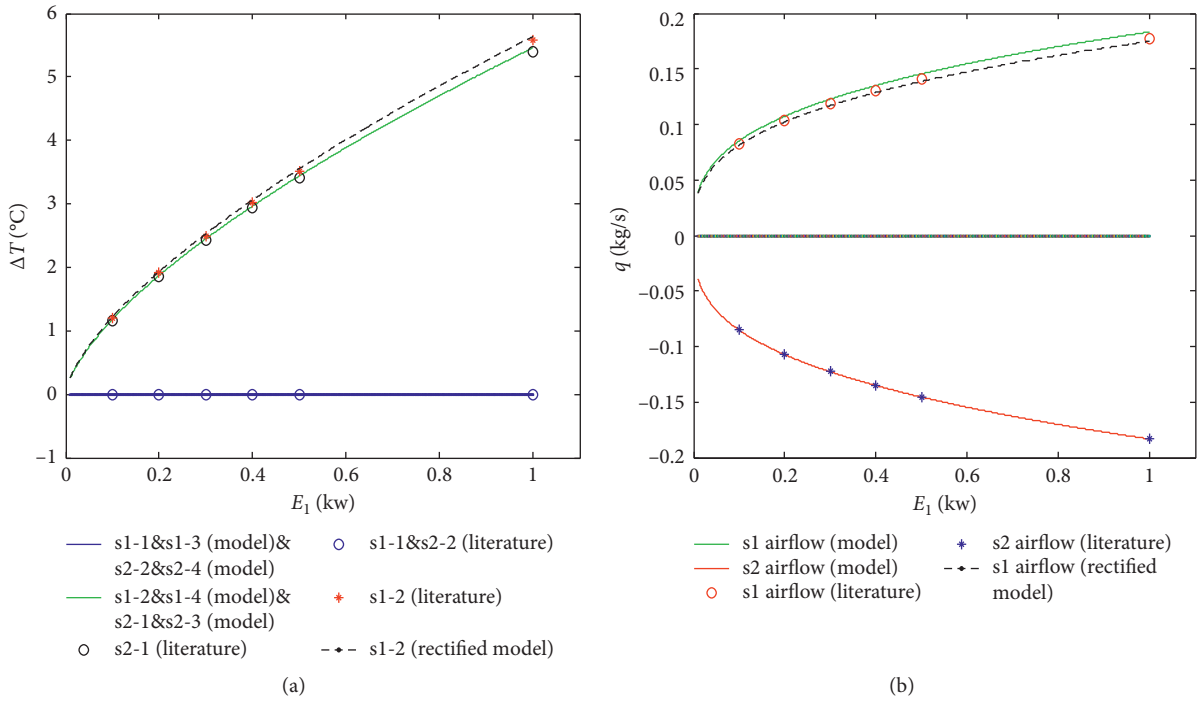 6
5
4
3
2
1
0
−1
ΔT (°C)
0
0.2
0.4
0.6
0.8
1
E1 (kw)
s1-1&s1-3 (model)&
s2-2&s2-4 (model)
s1-2&s1-4 (model)&
s2-1&s2-3 (model)
s2-1 (literature)
s1-1&s2-2 (literature)
s1-2 (literature)
s1-2 (rectified model)
(a)
0.2
0.15
0.1
0.05
0
−0.05
−0.1
−0.15
−0.2
q (kg/s)
0
0.2
0.4
0.6
0.8
1
E1 (kw)
s1 airflow (model)
s2 airflow (model)
s1 airflow (literature)
s2 airflow (literature)
s1 airflow (rectified
model)
(b)